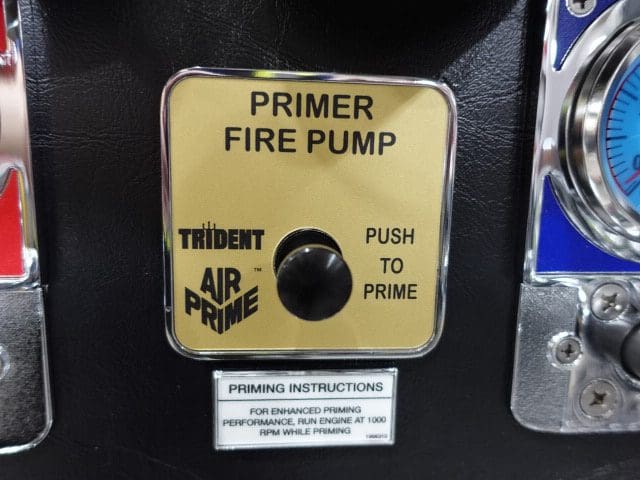 PRIMER
FIRE PUMP
TRIDENT
AIR
PRIME
™
PUSH
TO
PRIME
PRIMING INSTRUCTIONS
FOR ENHANCED PRIMING
PERFORMANCE, RUN ENGINE AT 1000
RPM WHILE PRIMING